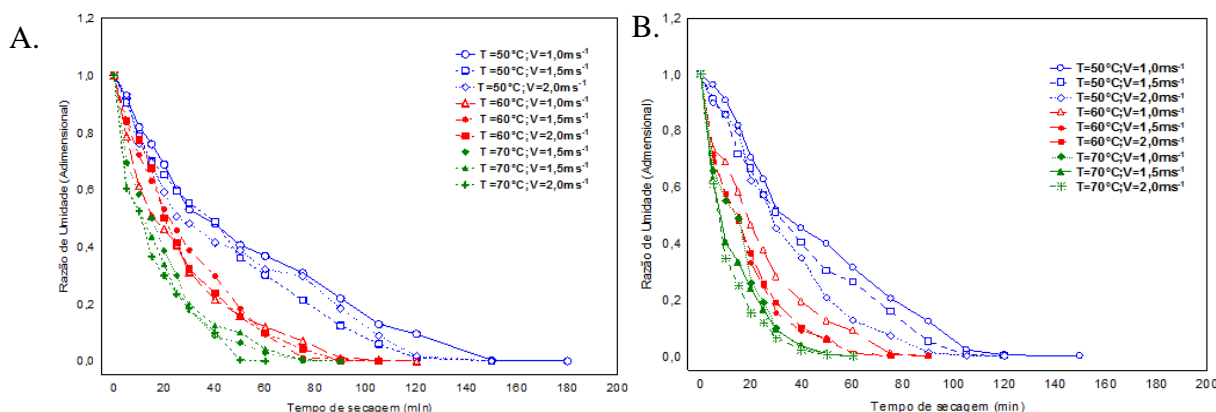 A.
1,2
1,0
0,8
0,6
0,4
0,2
0,0
Razão de Umidade (Admensional)
T =50°C;V=1,0ms-1
T =50°C;V=1,5ms-1
T =50°C;V=2,0ms-1
T =60°C;V=1,0ms-1
T =60°C;V=1,5ms-1
T =60°C;V=2,0ms-1
T =70°C;V=1,5ms-1
T =70°C;V=1,5ms-1
T =70°C;V=2,0ms-1
0 20 40 60 80 100 120 140 160 180 200
Tempo de secagem (min)
B.
1,2
1,0
0,8
0,6
0,4
0,2
0,0
Razão de Umidade (Admensional)
T=50°C;V=1,0ms-1
T=50°C;V=1,5ms-1
T=50°C;V=2,0ms-1
T=60°C;V=1,0ms-1
T=60°C;V=1,5ms-1
T=60°C;V=2,0ms-1
T=70°C;V=1,0ms-1
T=70°C;V=1,5ms-1
T=70°C;V=2,0ms-1
0 20 40 60 80 100 120 140 160 180 200
Tempo de secagem (min)